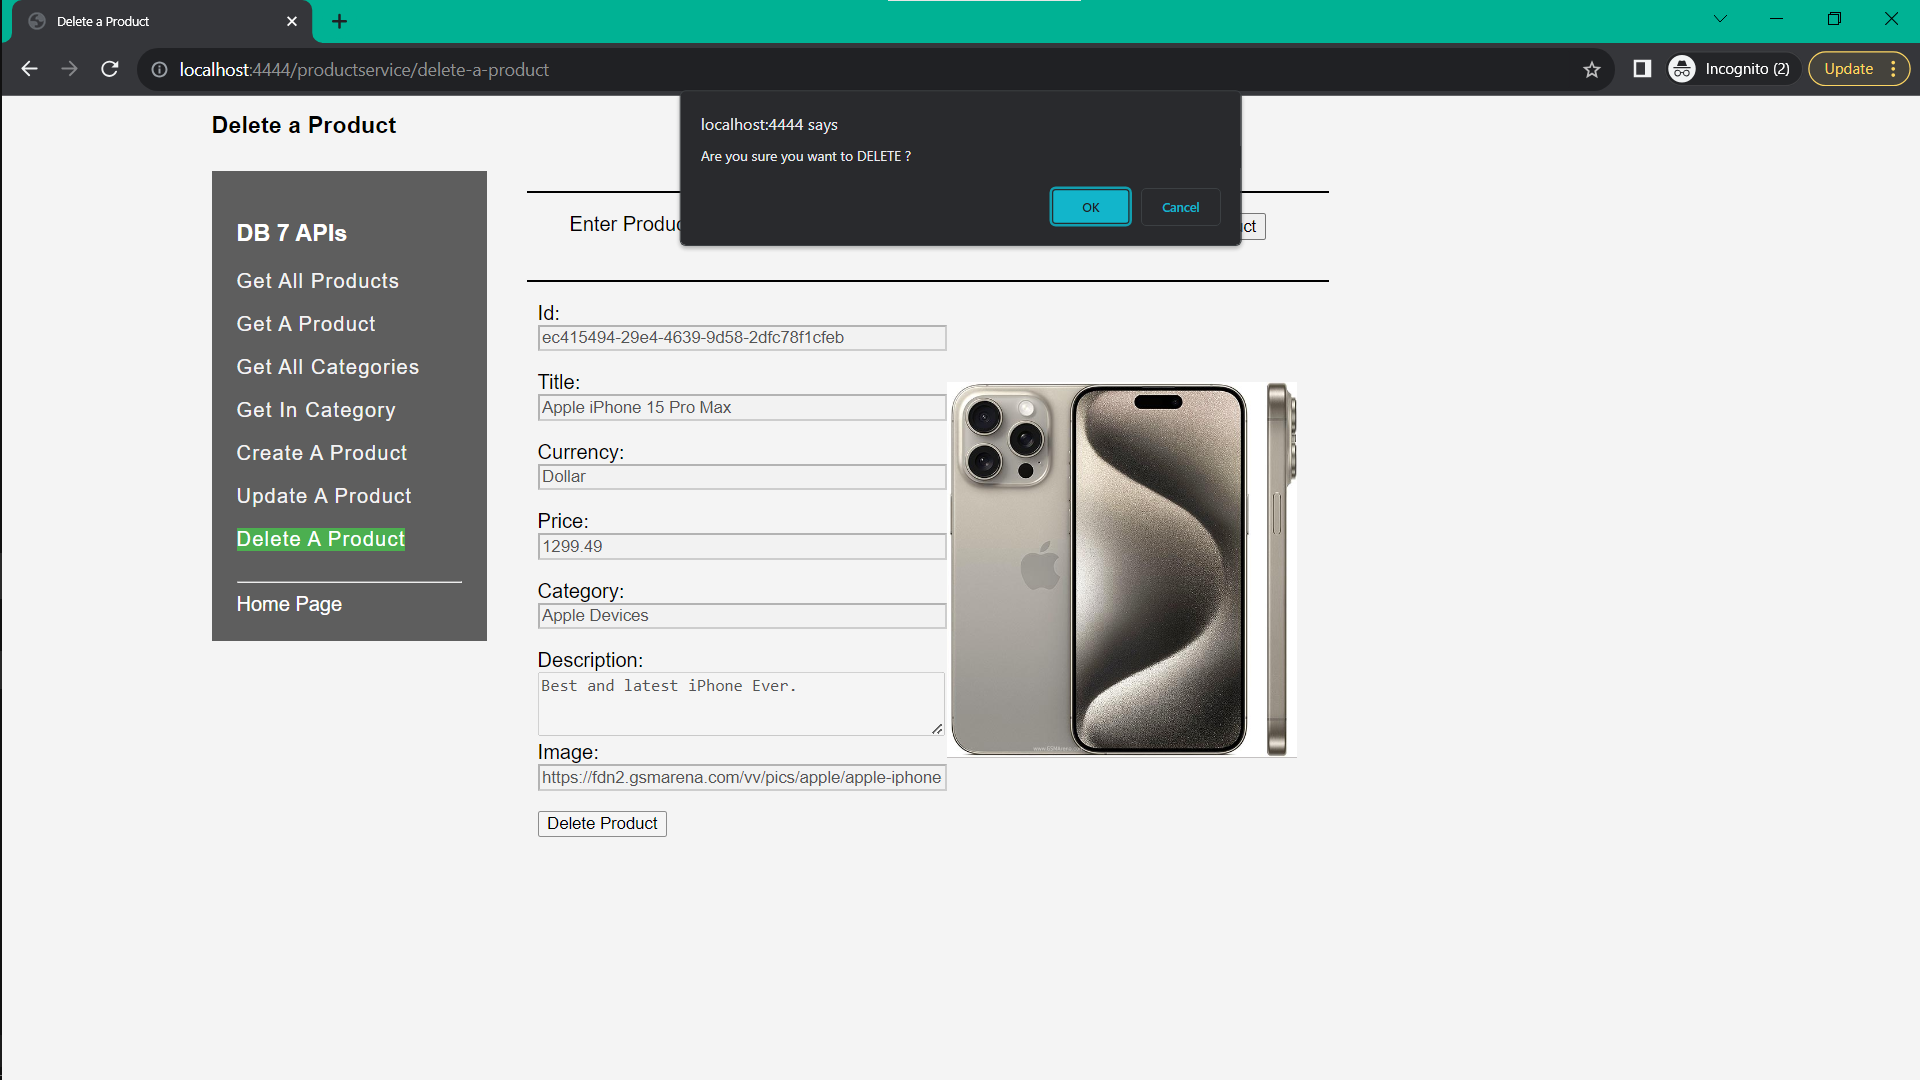 Delete a Product
localhost:4444/productservice/delete-a-product
Incognito (2)
Update
localhost:4444 says
Are you sure you want to DELETE ?
OK
Cancel
Delete a Product
DB 7 APIs
Get All Products
Get A Product
Get All Categories
Get In Category
Create A Product
Update A Product
Delete A Product
Home Page
Enter Produc
ct
Id:
ec415494-29e4-4639-9d58-2dfc78f1cfeb
Title:
Apple iPhone 15 Pro Max
Currency:
Dollar
Price:
1299.49
Category:
Apple Devices
Description:
Best and latest iPhone Ever.
Image:
https://fdn2.gsmarena.com/vv/pics/apple/apple-iphone
Delete Product